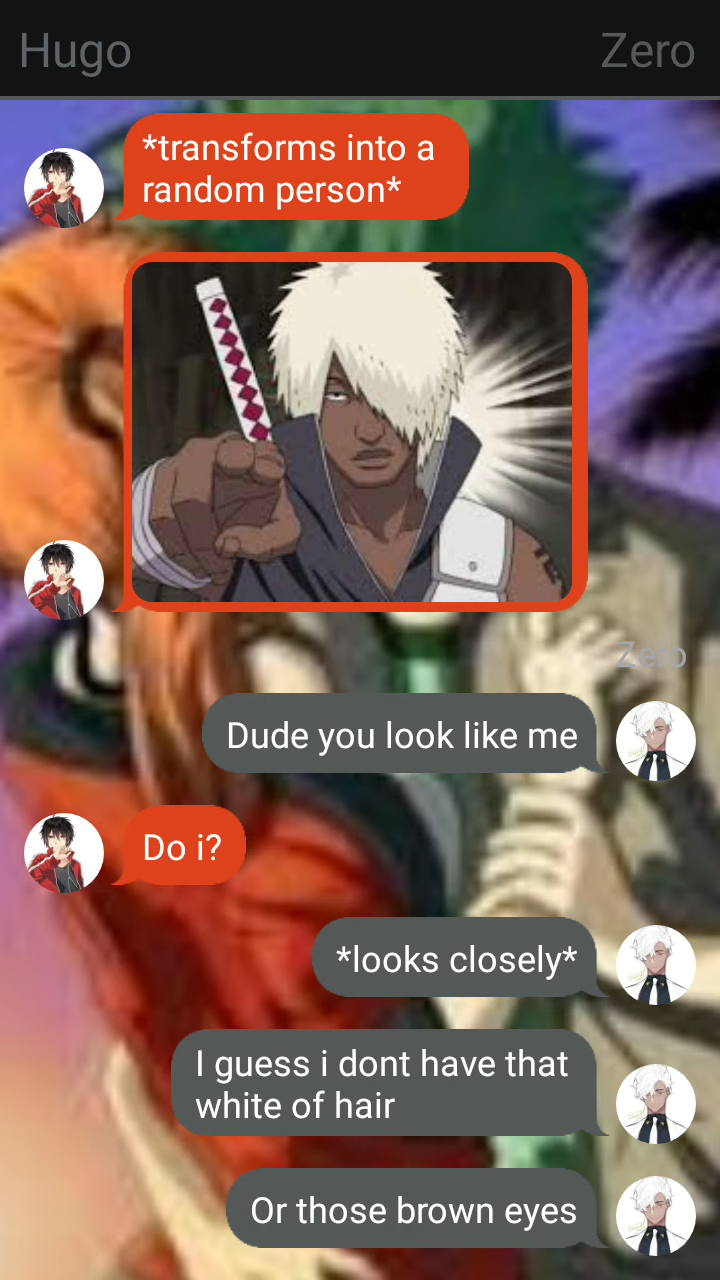 Hugo
Zero
*transforms into a
random person*
Zero
Dude you look like me
Do i?
*looks closely*
I guess i dont have that
white of hair
Or those brown eyes